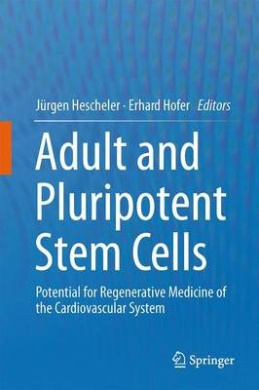 Jürgen Hescheler · Erhard Hofer Editors
Adult and
Pluripotent
Stem Cells
Potential for Regenerative Medicine of
the Cardiovascular System
Springer